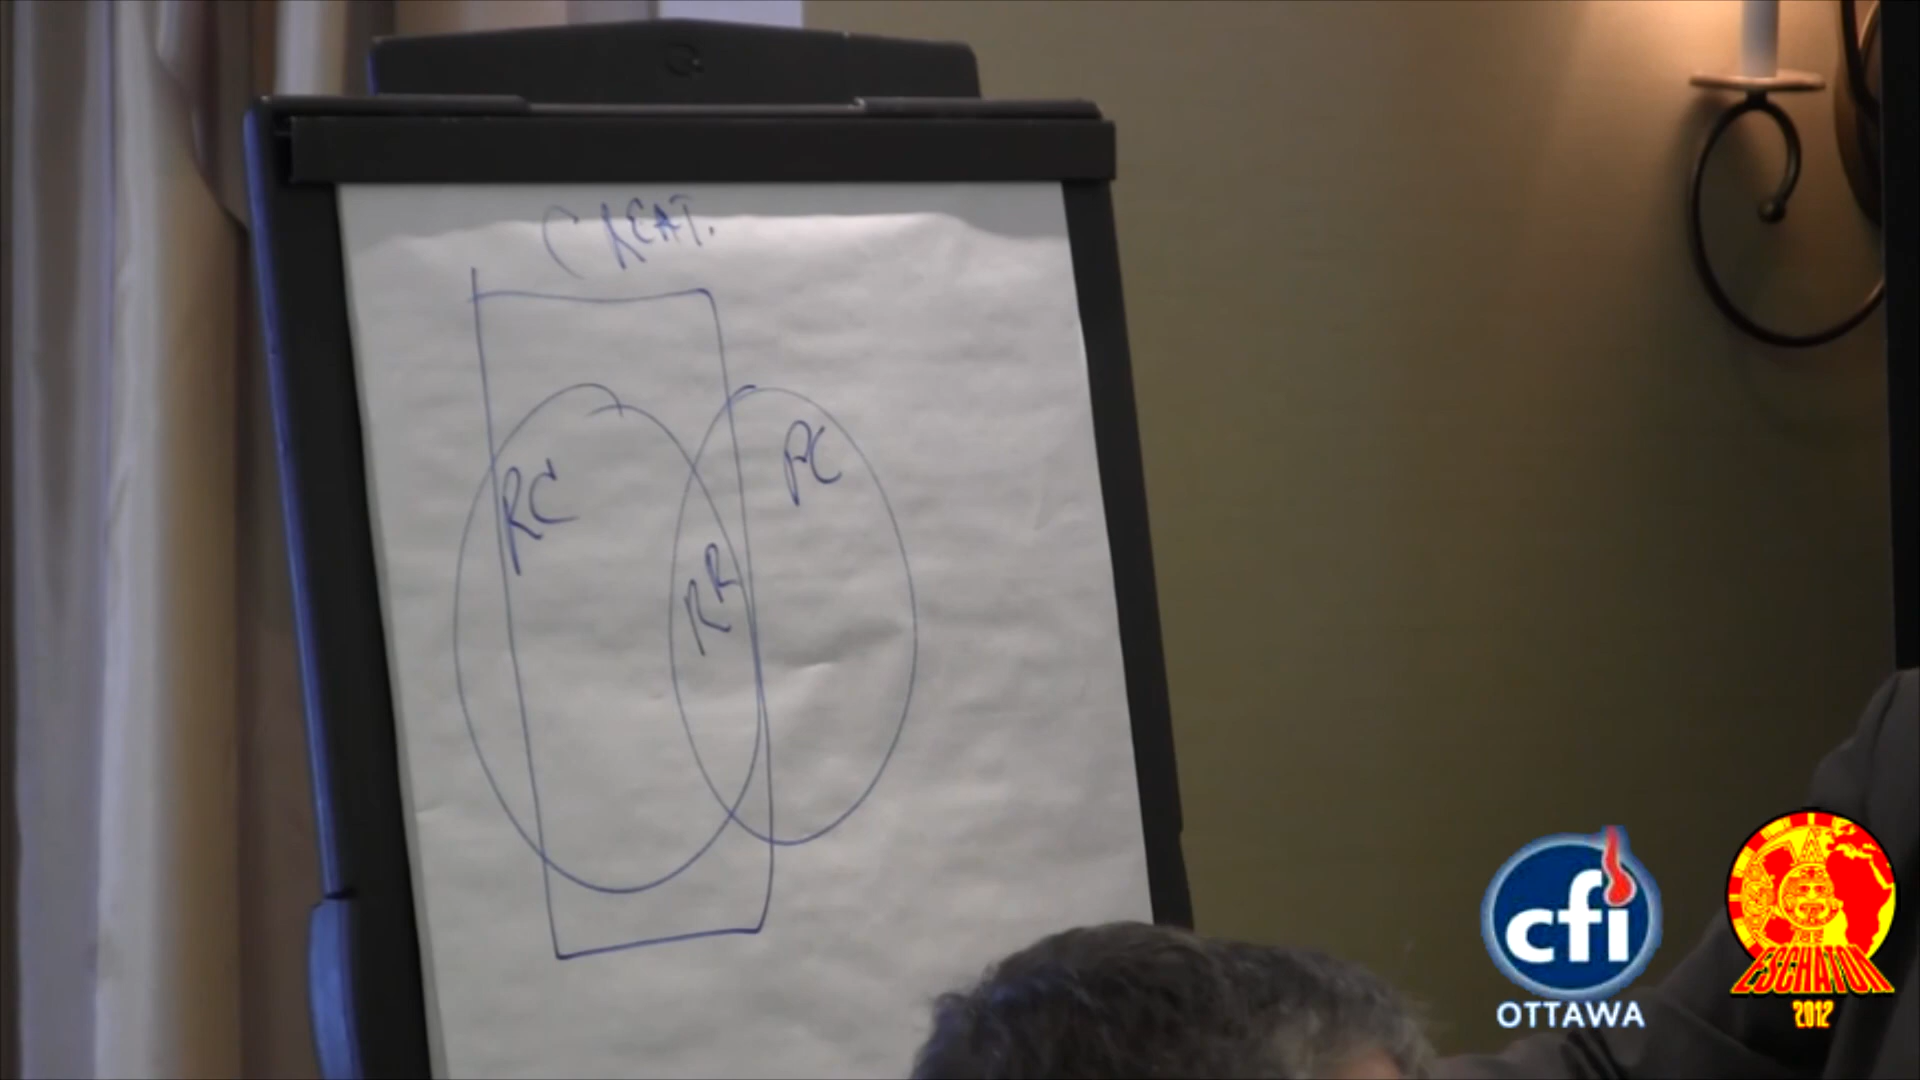 CREAT.
RC
PC
RR
cfi
OTTAWA
ESCHATON
2012